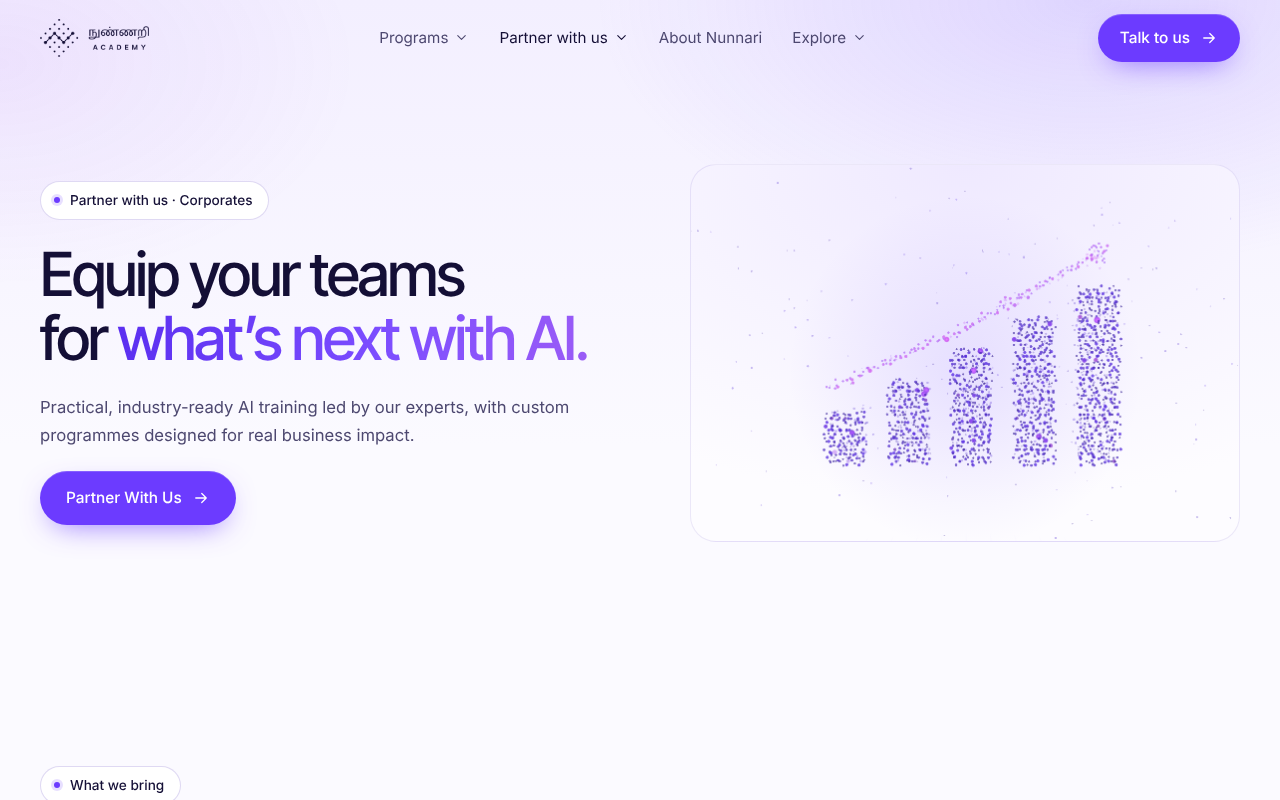 நுண்ணறி
ACADEMY
Programs
Partner with us
About Nunnari
Explore
Talk to us
Partner with us · Corporates
Equip your teams
for what’s next with AI.
Practical, industry-ready AI training led by our experts, with custom
programmes designed for real business impact.
Partner With Us
What we bring